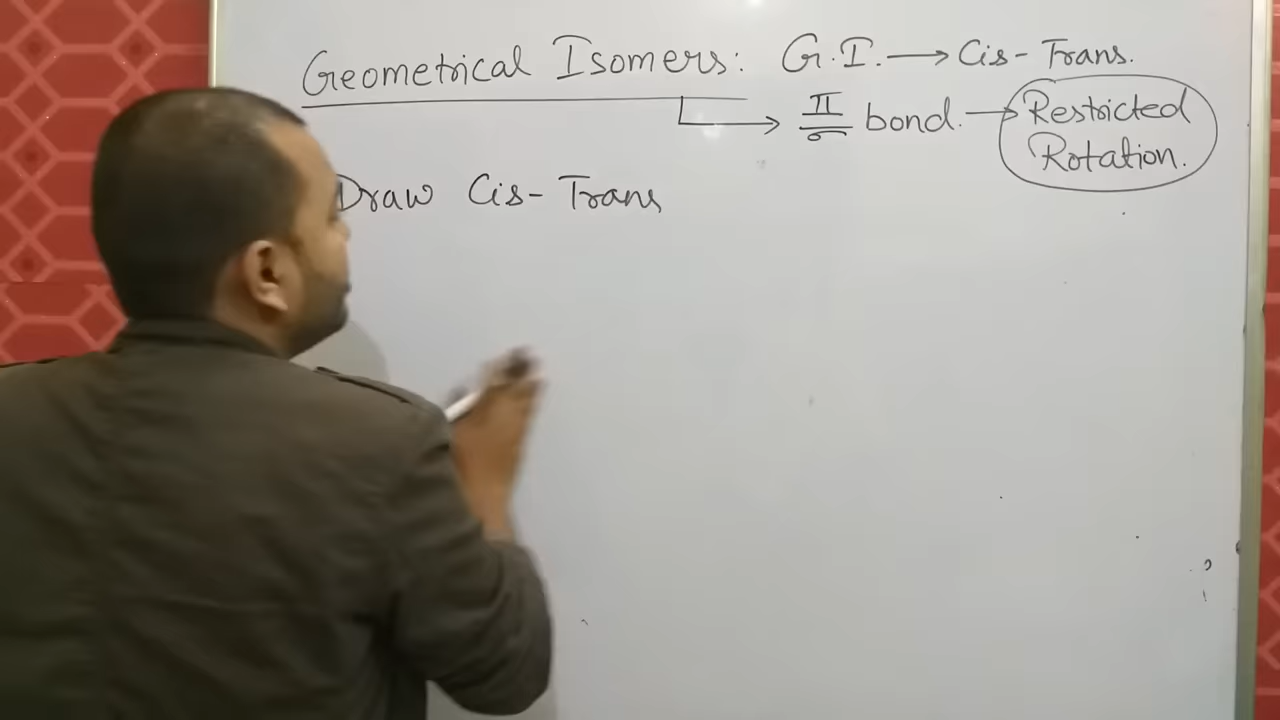 Geometrical Isomers: G.I. → Cis-Trans.
π/σ bond. → Restricted
Rotation.
Draw Cis-Trans